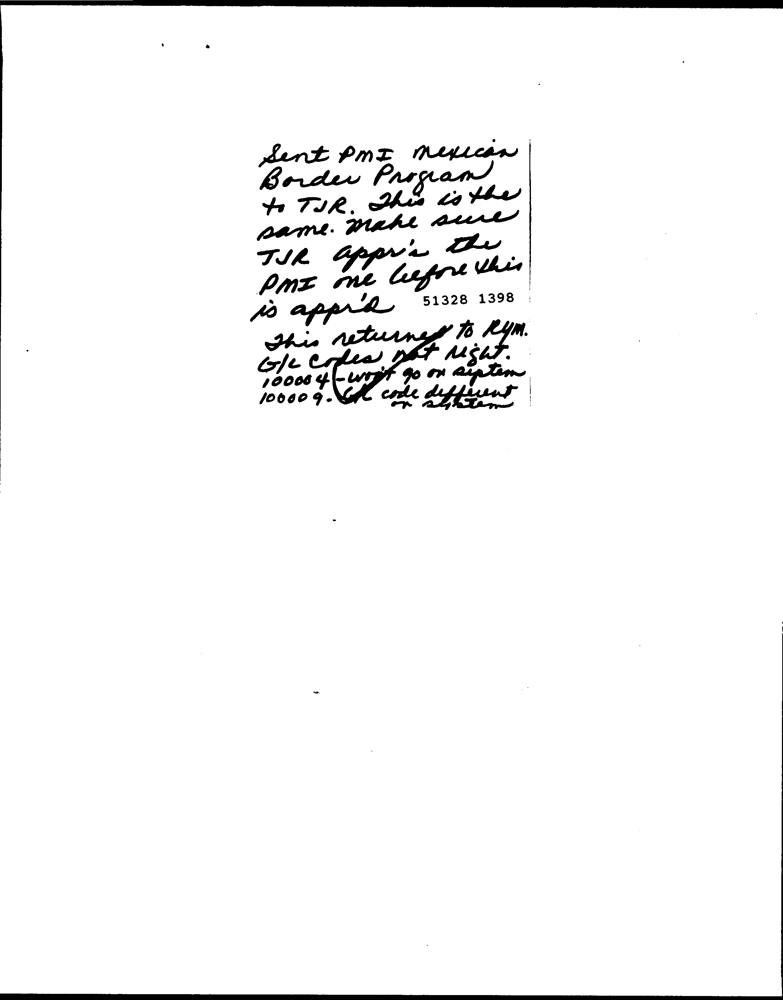 Sent PMI Mexican
Border Program
to TJR. This is the
same. Make sure
TJR appr's the
PMI one before this
is appr'd 51328 1398
This returned to RYM.
G/L Codes not right.
100004 - won't go on system
100009. G/L code different
on system